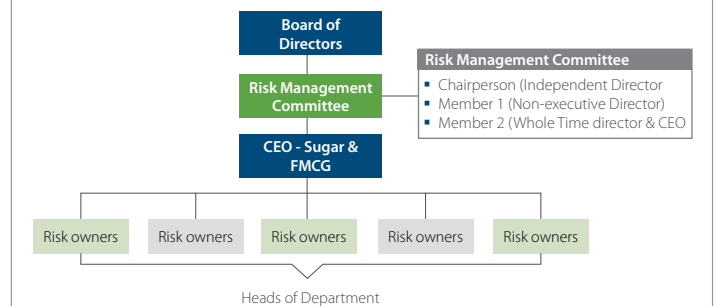 Board of
Directors
Risk Management
Committee
Risk Management Committee
▪ Chairperson (Independent Director
▪ Member 1 (Non-executive Director)
▪ Member 2 (Whole Time director & CEO
CEO - Sugar &
FMCG
Risk owners
Risk owners
Risk owners
Risk owners
Risk owners
Heads of Department